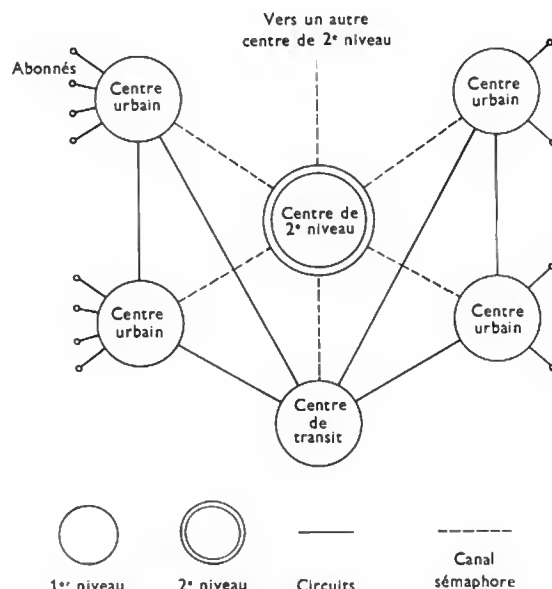 Vers un autre
centre de 2e niveau
Abonnés
Centre
urbain
Centre
urbain
Centre de
2e niveau
Centre
urbain
Centre
urbain
Centre
de
transit
1er niveau
2e niveau
Circuits
Canal
sémaphore